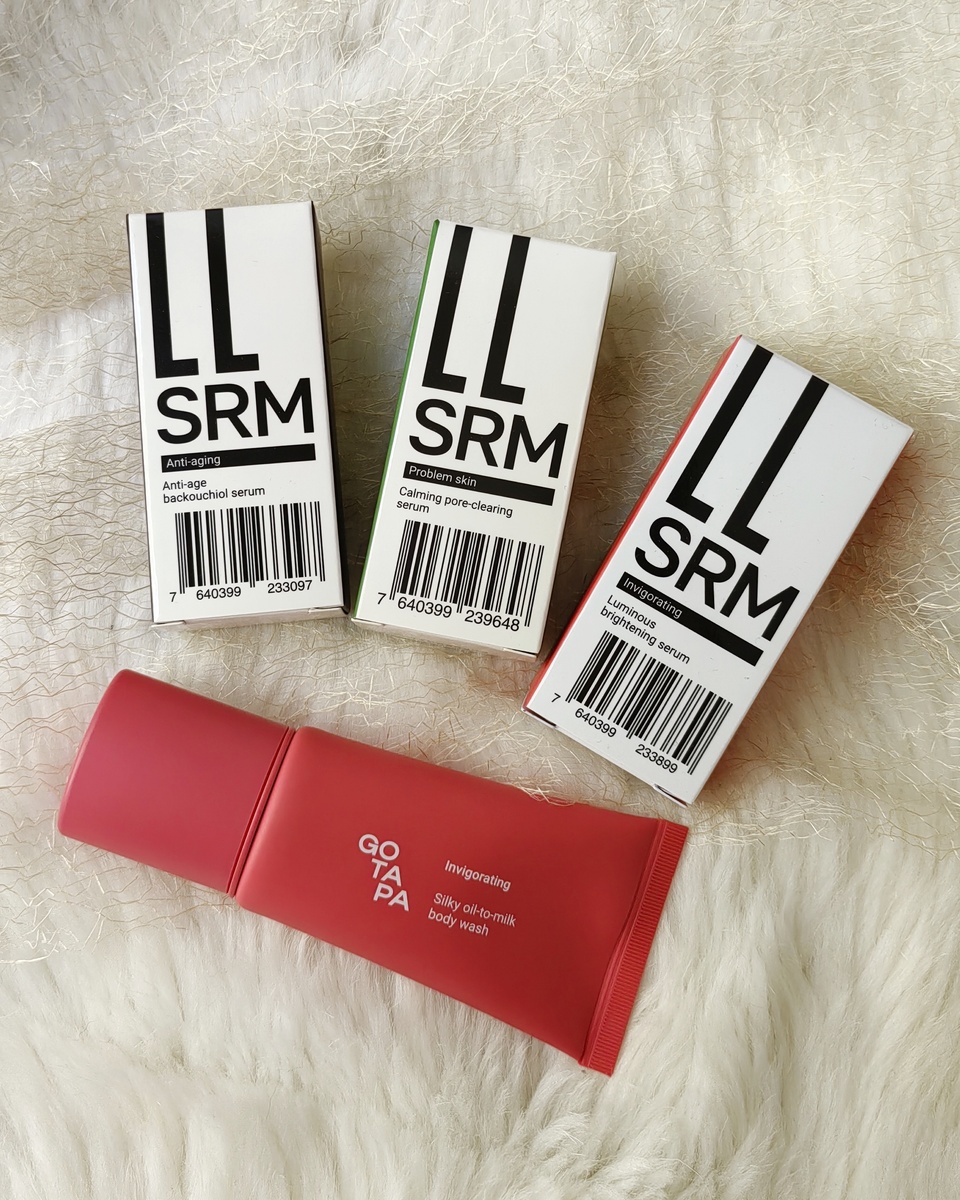 LL
SRM
Anti-aging
Anti-age
backouchiol serum
7 640399 233097
LL
SRM
Problem skin
Calming pore-clearing
serum
7 640399 239648
LL
SRM
Invigorating
Luminous
brightening serum
7 640399 233899
GO
TA
PA
Invigorating
Silky oil-to-milk
body wash